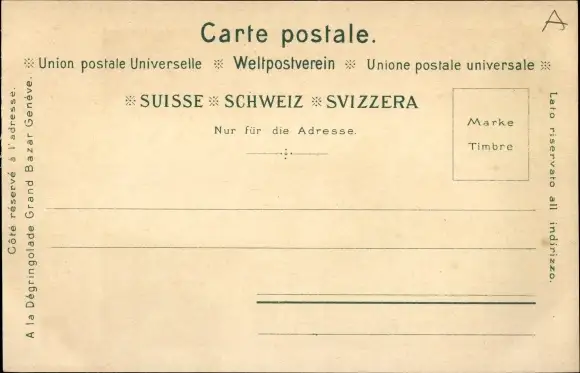 A
Carte postale.
Union postale Universelle Weltpostverein Unione postale universale
SUISSE SCHWEIZ SVIZZERA
Nur für die Adresse.
Marke
Timbre
Côté réservé à l'adresse.
A la Dégringolade Grand Bazar Genève.
Lato riservato all indirizzo.